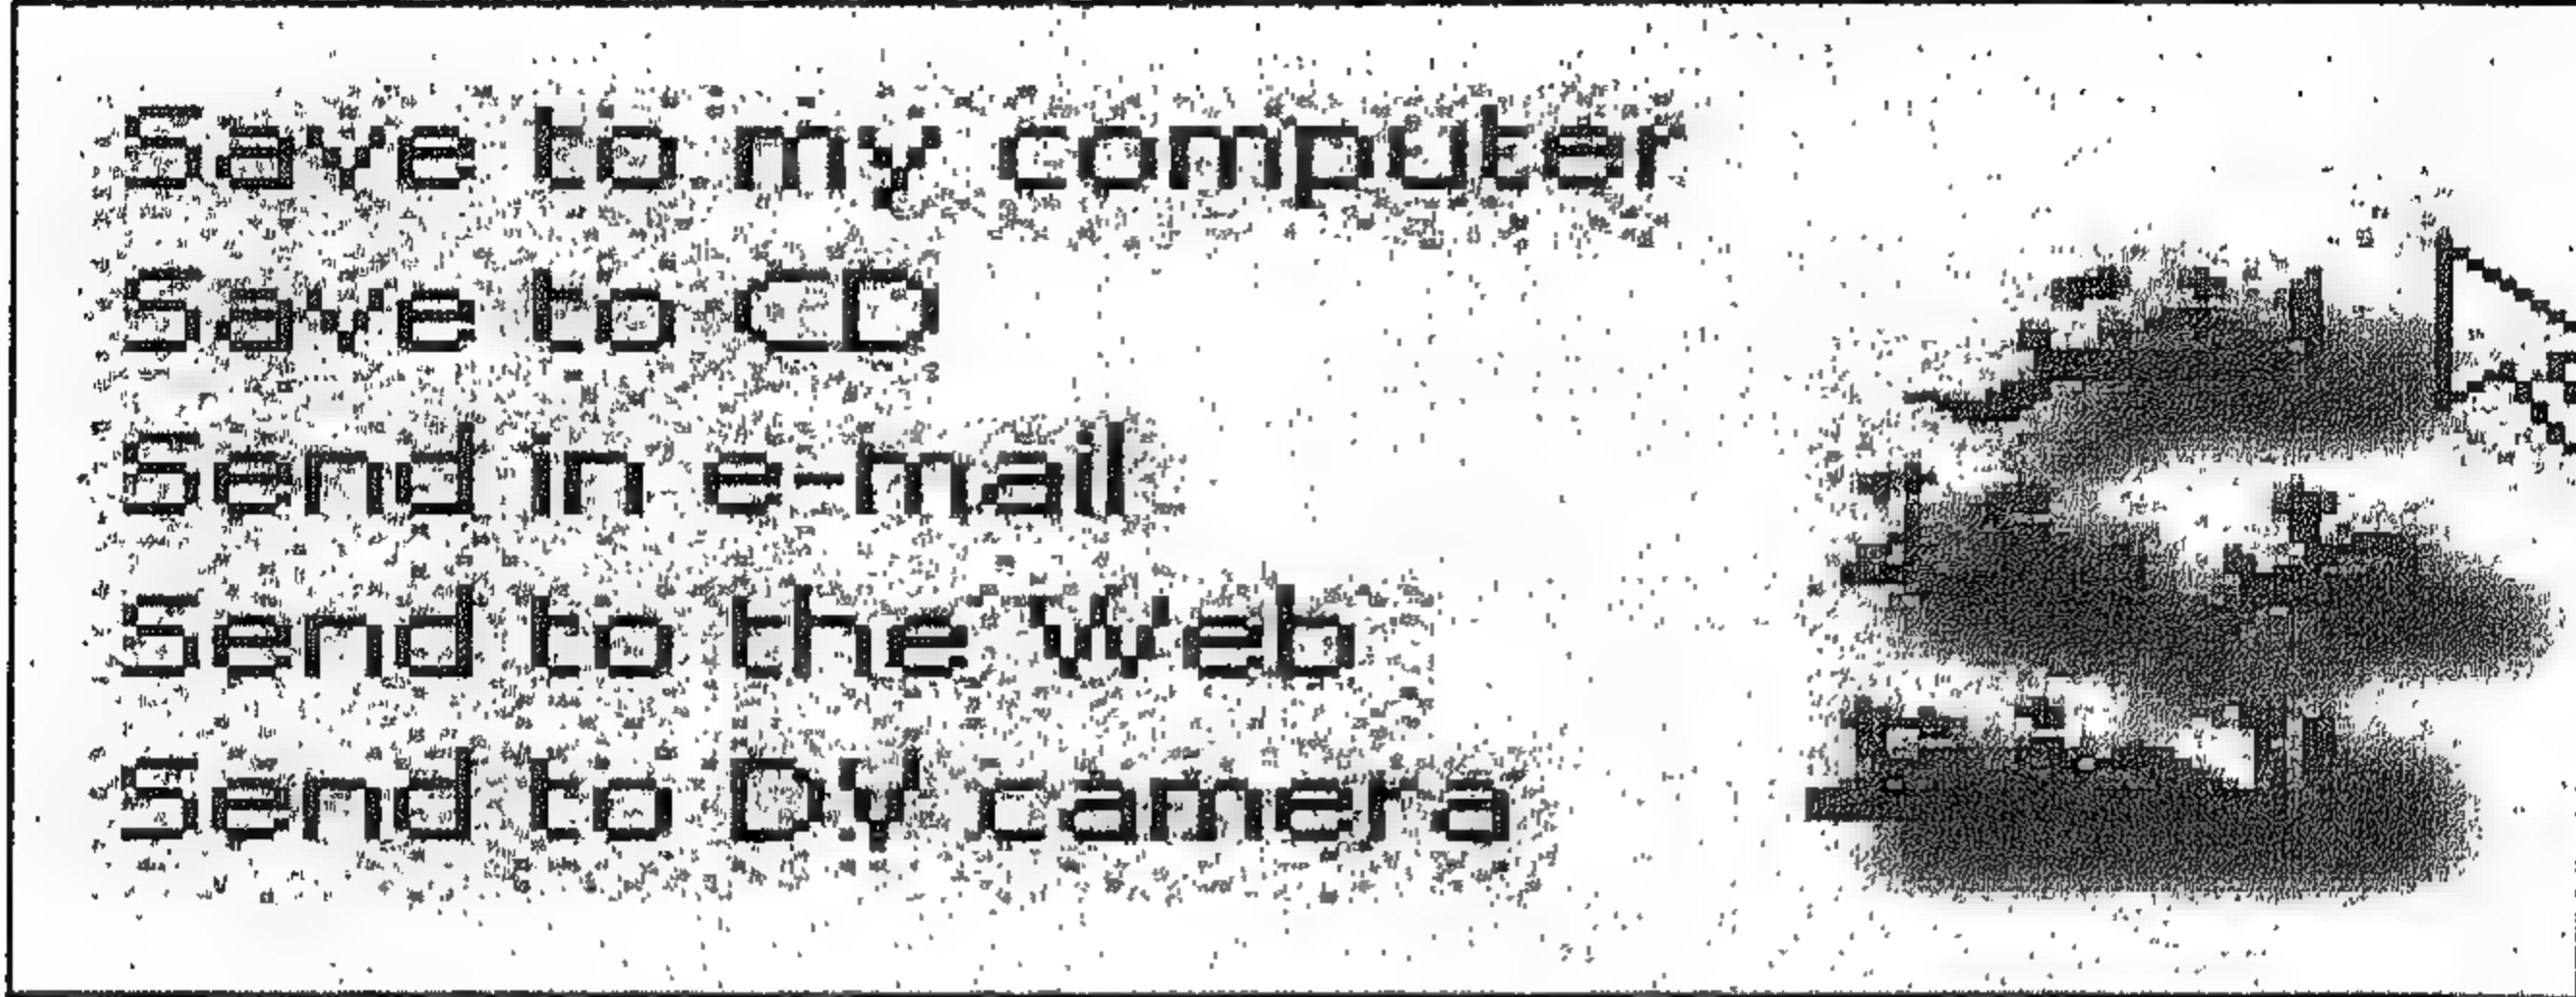 Save to my computer
Save to CD
Send in e-mail
Send to the Web
Send to DV camera